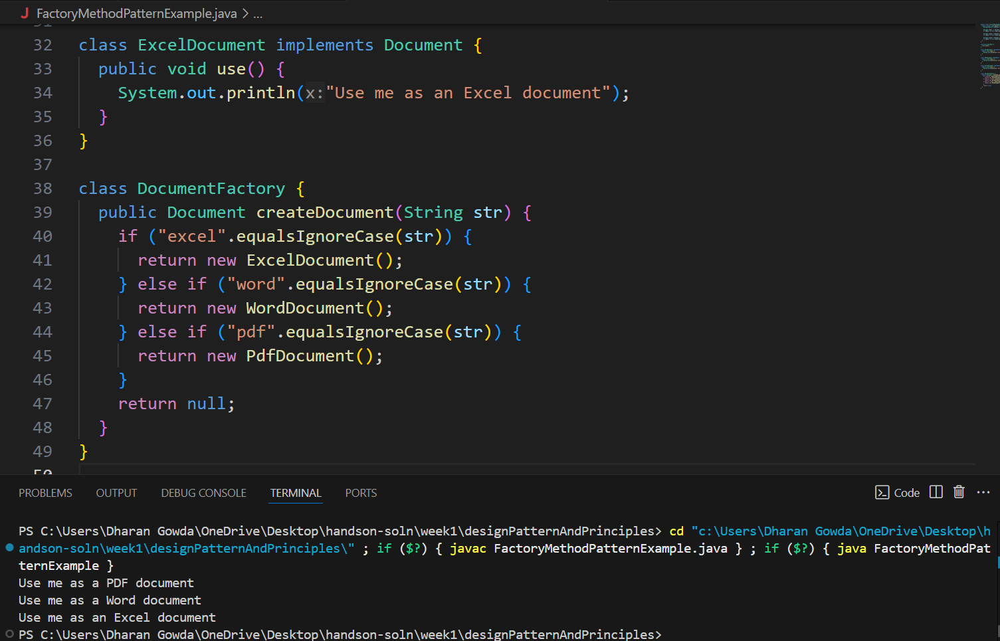 J FactoryMethodPatternExample.java > ...
31
32 class ExcelDocument implements Document {
33 public void use() {
34 System.out.println(x:"Use me as an Excel document");
35 }
36 }
37
38 class DocumentFactory {
39 public Document createDocument(String str) {
40 if ("excel".equalsIgnoreCase(str)) {
41 return new ExcelDocument();
42 } else if ("word".equalsIgnoreCase(str)) {
43 return new WordDocument();
44 } else if ("pdf".equalsIgnoreCase(str)) {
45 return new PdfDocument();
46 }
47 return null;
48 }
49 }
50
PROBLEMS OUTPUT DEBUG CONSOLE TERMINAL PORTS Code ...
PS C:\Users\Dharan Gowda\OneDrive\Desktop\handson-soln\week1\designPatternAndPrinciples> cd "c:\Users\Dharan Gowda\OneDrive\Desktop\h
andson-soln\week1\designPatternAndPrinciples\" ; if ($?) { javac FactoryMethodPatternExample.java } ; if ($?) { java FactoryMethodPat
ternExample }
Use me as a PDF document
Use me as a Word document
Use me as an Excel document
PS C:\Users\Dharan Gowda\OneDrive\Desktop\handson-soln\week1\designPatternAndPrinciples>